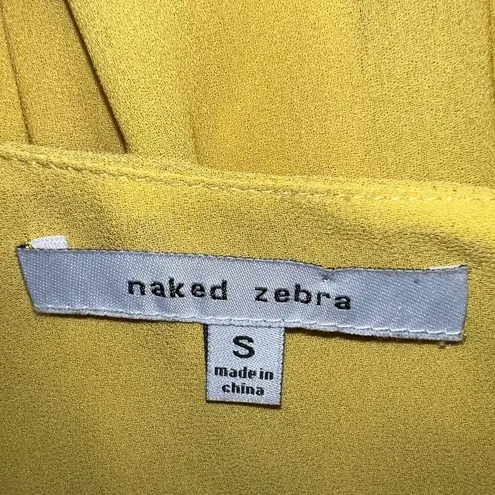 naked zebra
S
made in
china